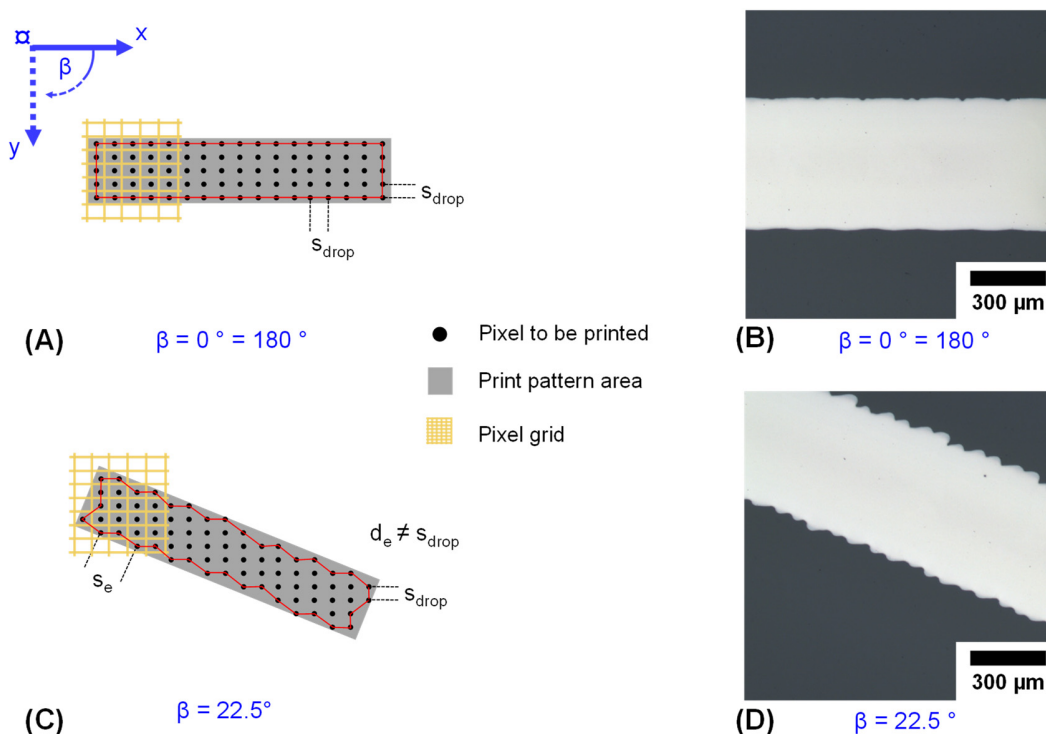 ¤
x
β
y
s_drop
s_drop
(A)
β = 0 ° = 180 °
300 µm
(B)
β = 0 ° = 180 °
Pixel to be printed
Print pattern area
Pixel grid
d_e ≠ s_drop
s_e
s_drop
(C)
β = 22.5°
300 µm
(D)
β = 22.5 °